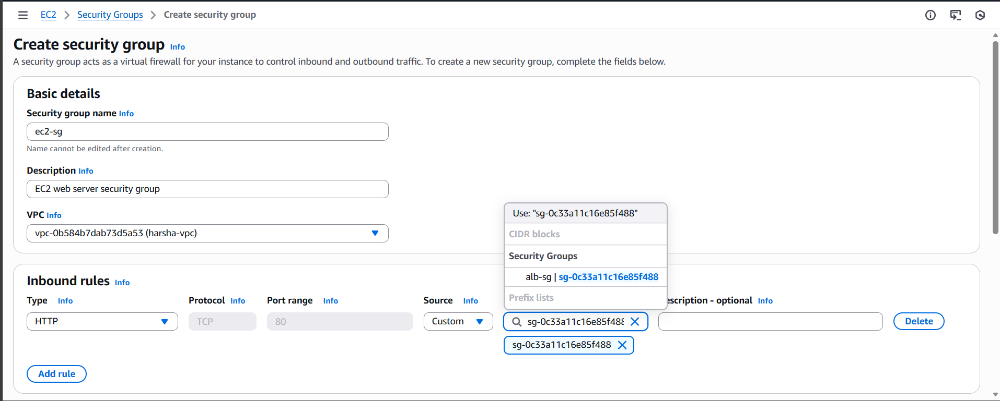 EC2 > Security Groups > Create security group
Create security group Info
A security group acts as a virtual firewall for your instance to control inbound and outbound traffic. To create a new security group, complete the fields below.
Basic details
Security group name Info
ec2-sg
Name cannot be edited after creation.
Description Info
EC2 web server security group
VPC Info
vpc-0b584b7dab73d5a53 (harsha-vpc)
Use: "sg-0c33a11c16e85f488"
CIDR blocks
Security Groups
alb-sg | sg-0c33a11c16e85f488
Prefix lists
Inbound rules Info
Type Info Protocol Info Port range Info Source Info escription - optional Info
HTTP TCP 80 Custom sg-0c33a11c16e85f488 Delete
sg-0c33a11c16e85f488
Add rule